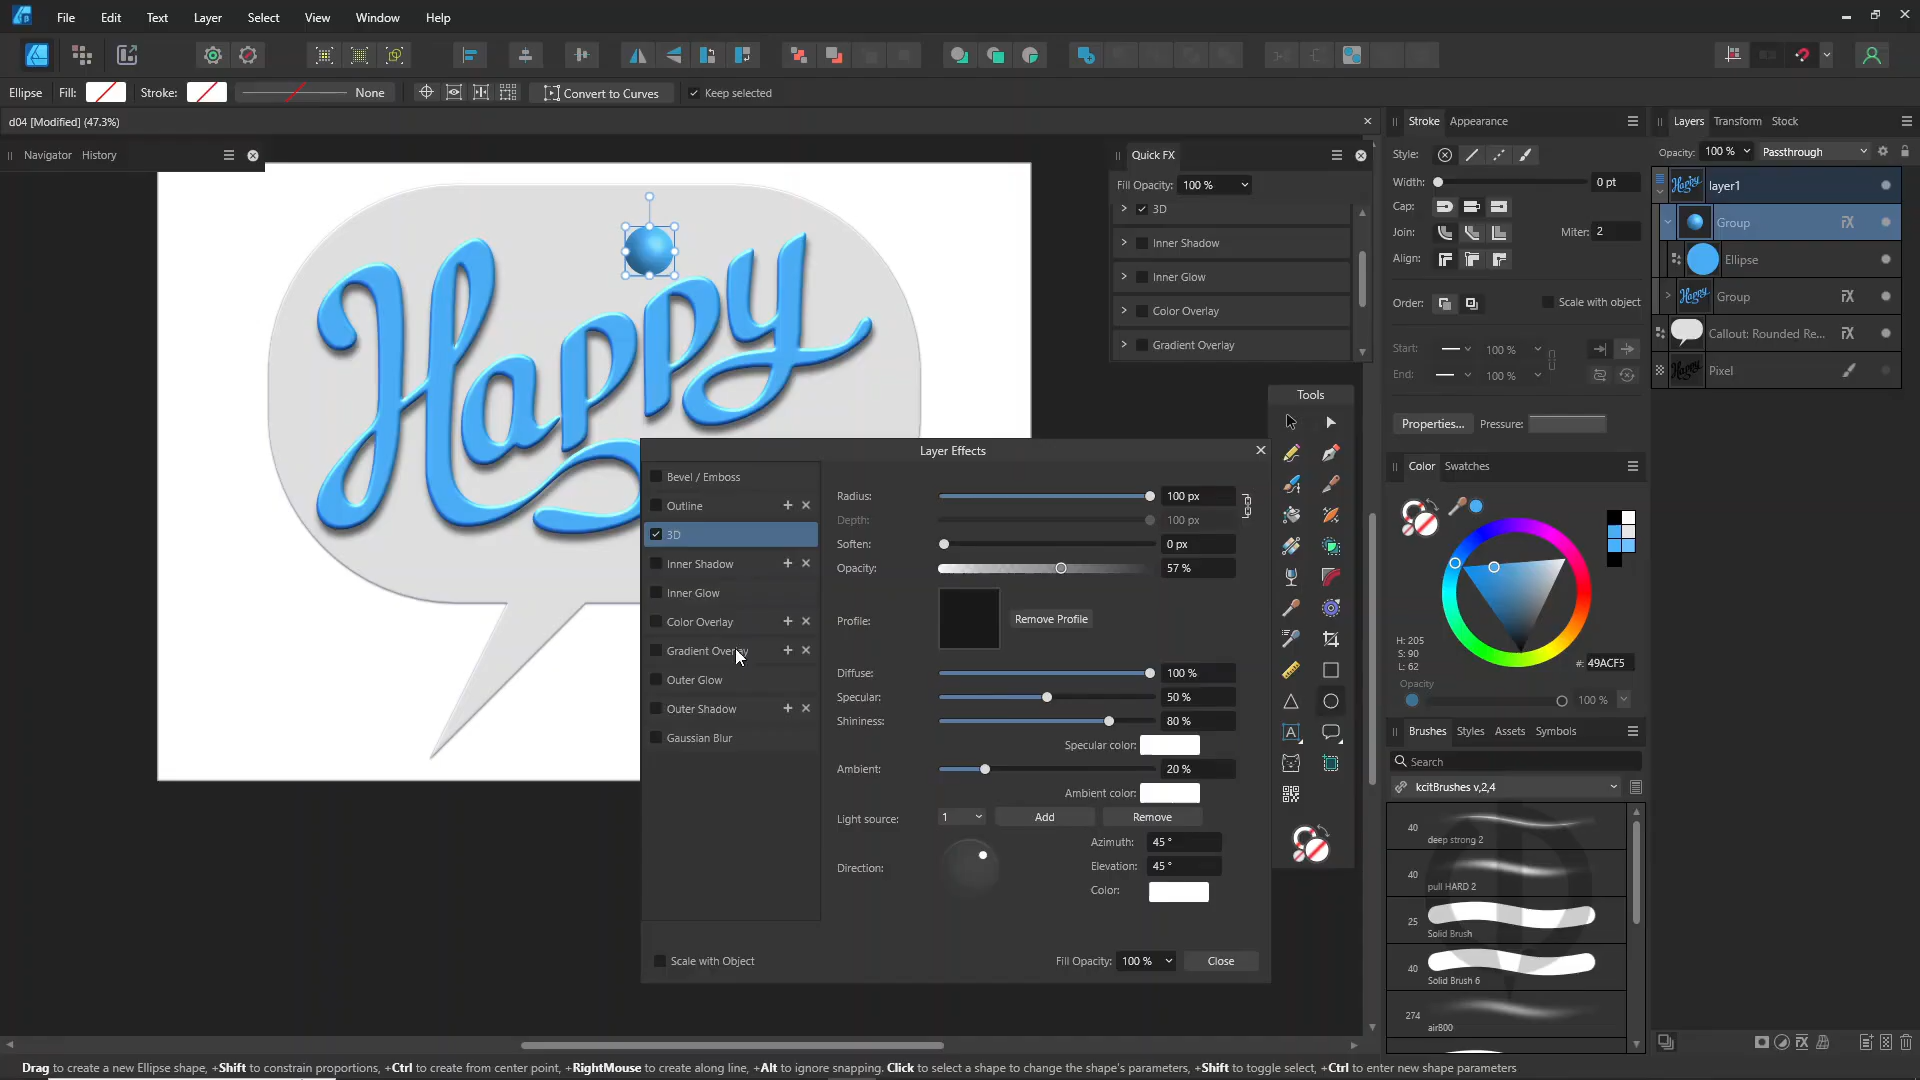 File Edit Text Layer Select View Window Help
Ellipse Fill: Stroke: None Convert to Curves Keep selected
d04 [Modified] (47.3%)
Navigator History
Happy
Quick FX
Fill Opacity: 100 %
3D
Inner Shadow
Inner Glow
Color Overlay
Gradient Overlay
Tools
Layer Effects
Bevel / Emboss
Outline
3D
Inner Shadow
Inner Glow
Color Overlay
Gradient Overlay
Outer Glow
Outer Shadow
Gaussian Blur
Radius: 100 px
Depth: 100 px
Soften: 0 px
Opacity: 57 %
Profile: Remove Profile
Diffuse: 100 %
Specular: 50 %
Shininess: 80 %
Specular color:
Ambient: 20 %
Ambient color:
Light source: 1 Add Remove
Azimuth: 45 °
Direction: Elevation: 45 °
Color:
Scale with Object Fill Opacity: 100 % Close
Stroke Appearance
Style:
Width: 0 pt
Cap:
Join: Miter: 2
Align:
Order: Scale with object
Start: 100 %
End: 100 %
Properties... Pressure:
Color Swatches
H: 205
S: 90
L: 62
#: 49ACF5
Opacity
100 %
Brushes Styles Assets Symbols
Search
kcitBrushes v,2,4
40 deep strong 2
40 pull HARD 2
25 Solid Brush
40 Solid Brush 6
274 air800
Layers Transform Stock
Opacity: 100 % Passthrough
layer1
Group FX
Ellipse
Group FX
Callout: Rounded Re... FX
Pixel
Drag to create a new Ellipse shape, +Shift to constrain proportions, +Ctrl to create from center point, +RightMouse to create along line, +Alt to ignore snapping. Click to select a shape to change the shape's parameters, +Shift to toggle select, +Ctrl to enter new shape parameters